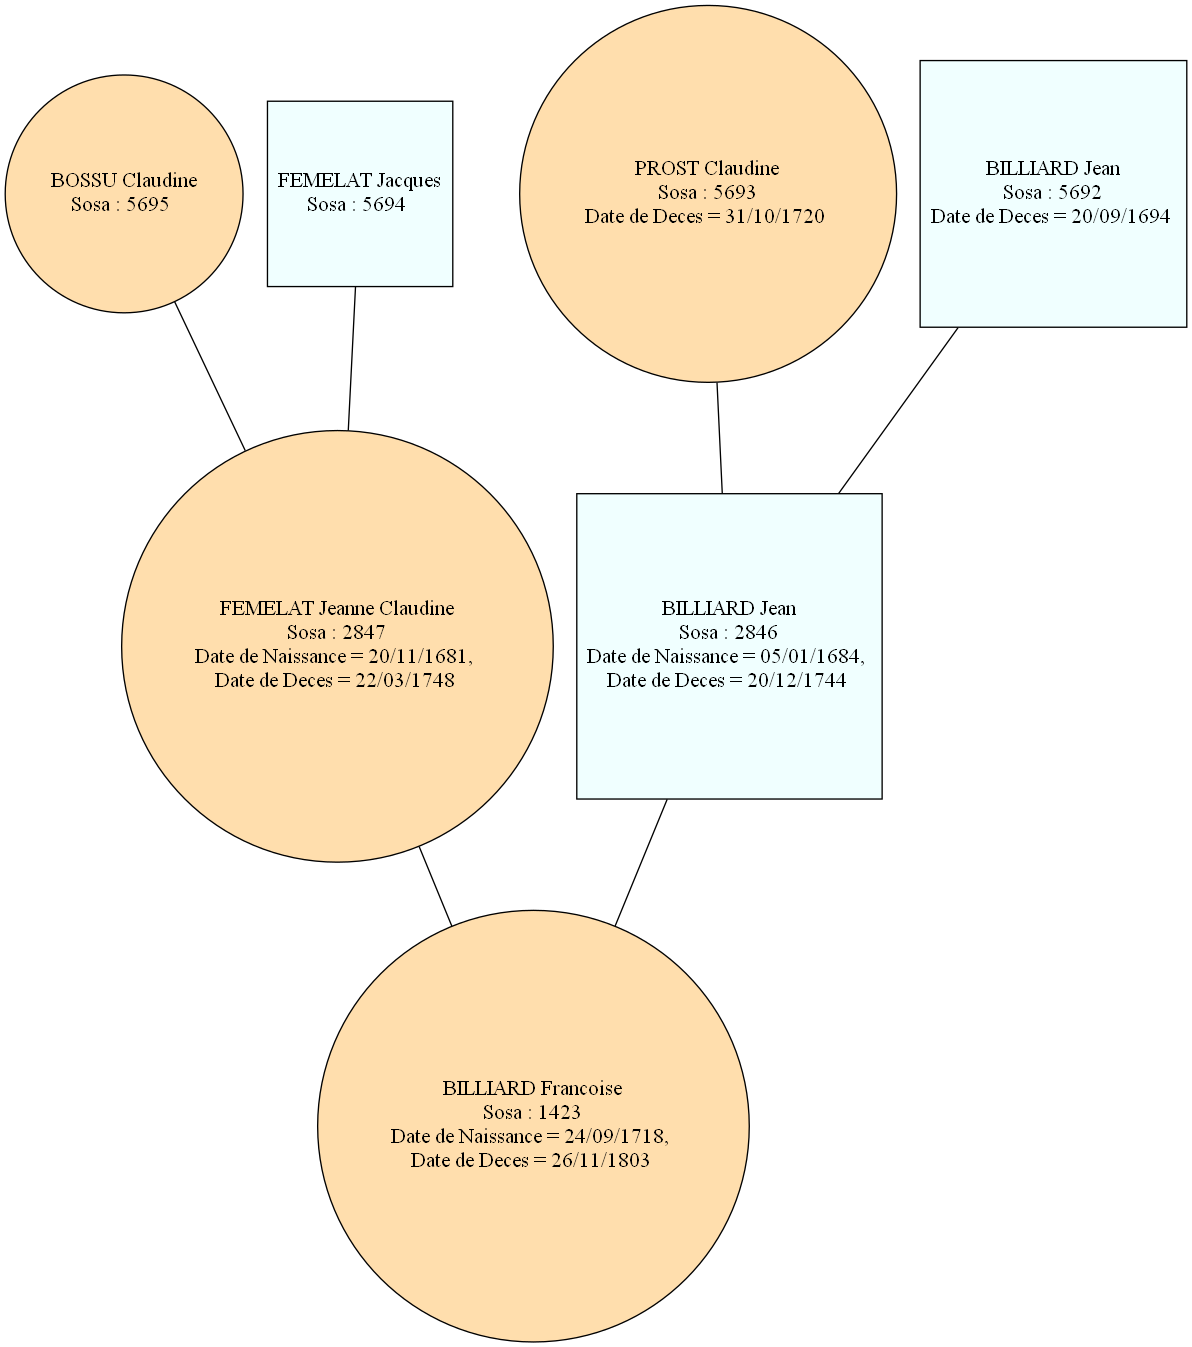 BOSSU Claudine
Sosa : 5695
FEMELAT Jacques
Sosa : 5694
PROST Claudine
Sosa : 5693
Date de Deces = 31/10/1720
BILLIARD Jean
Sosa : 5692
Date de Deces = 20/09/1694
FEMELAT Jeanne Claudine
Sosa : 2847
Date de Naissance = 20/11/1681,
Date de Deces = 22/03/1748
BILLIARD Jean
Sosa : 2846
Date de Naissance = 05/01/1684,
Date de Deces = 20/12/1744
BILLIARD Francoise
Sosa : 1423
Date de Naissance = 24/09/1718,
Date de Deces = 26/11/1803